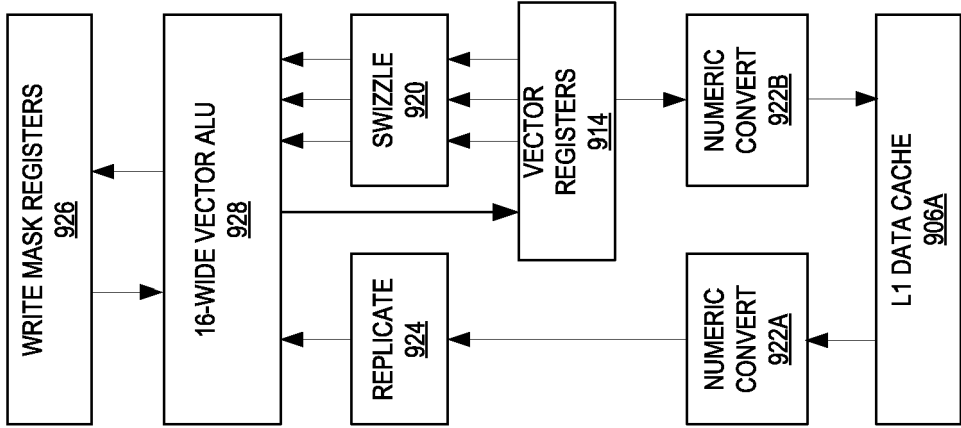 WRITE MASK REGISTERS
926
16-WIDE VECTOR ALU
928
REPLICATE
924
SWIZZLE
920
VECTOR
REGISTERS
914
NUMERIC
CONVERT
922A
NUMERIC
CONVERT
922B
L1 DATA CACHE
906A